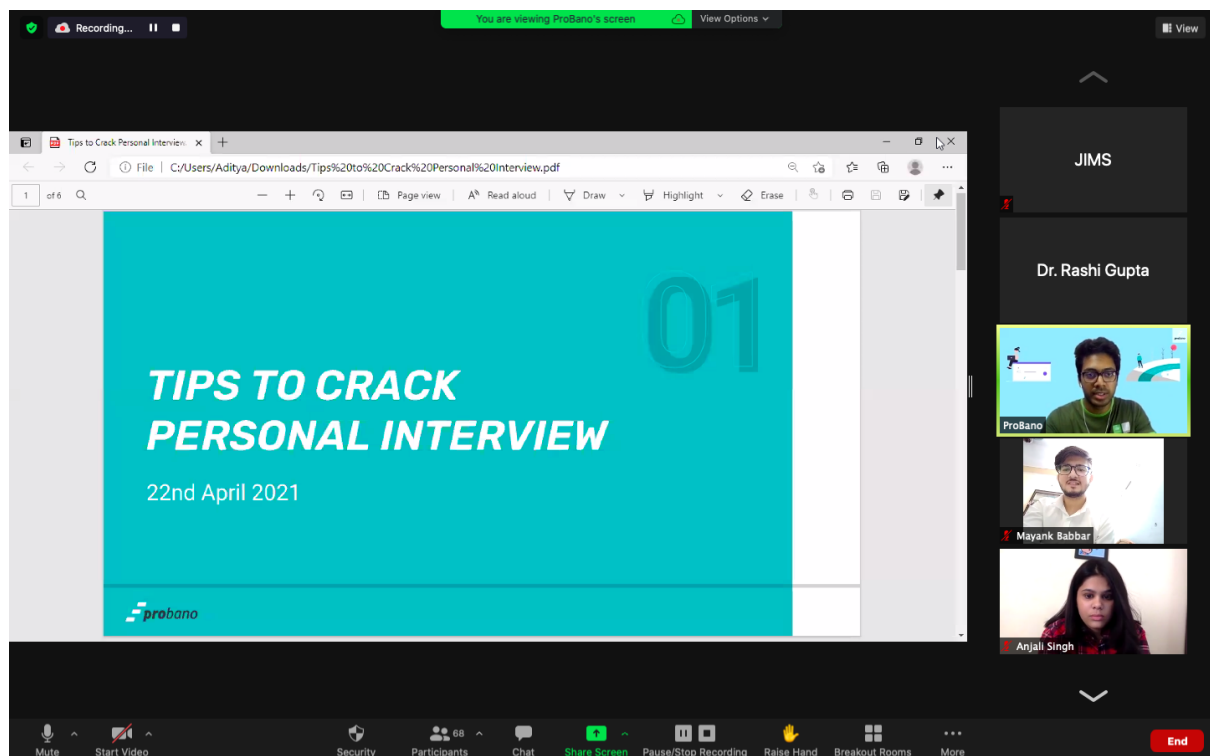 Recording...
You are viewing ProBano's screen
View Options
View
Tips to Crack Personal Interview.
File | C:/Users/Aditya/Downloads/Tips%20to%20Crack%20Personal%20Interview.pdf
1 of 6
Page view
Read aloud
Draw
Highlight
Erase
01
TIPS TO CRACK
PERSONAL INTERVIEW
22nd April 2021
probano
JIMS
Dr. Rashi Gupta
ProBano
Mayank Babbar
Anjali Singh
Mute
Start Video
Security
68
Participants
Chat
Share Screen
Pause/Stop Recording
Raise Hand
Breakout Rooms
More
End